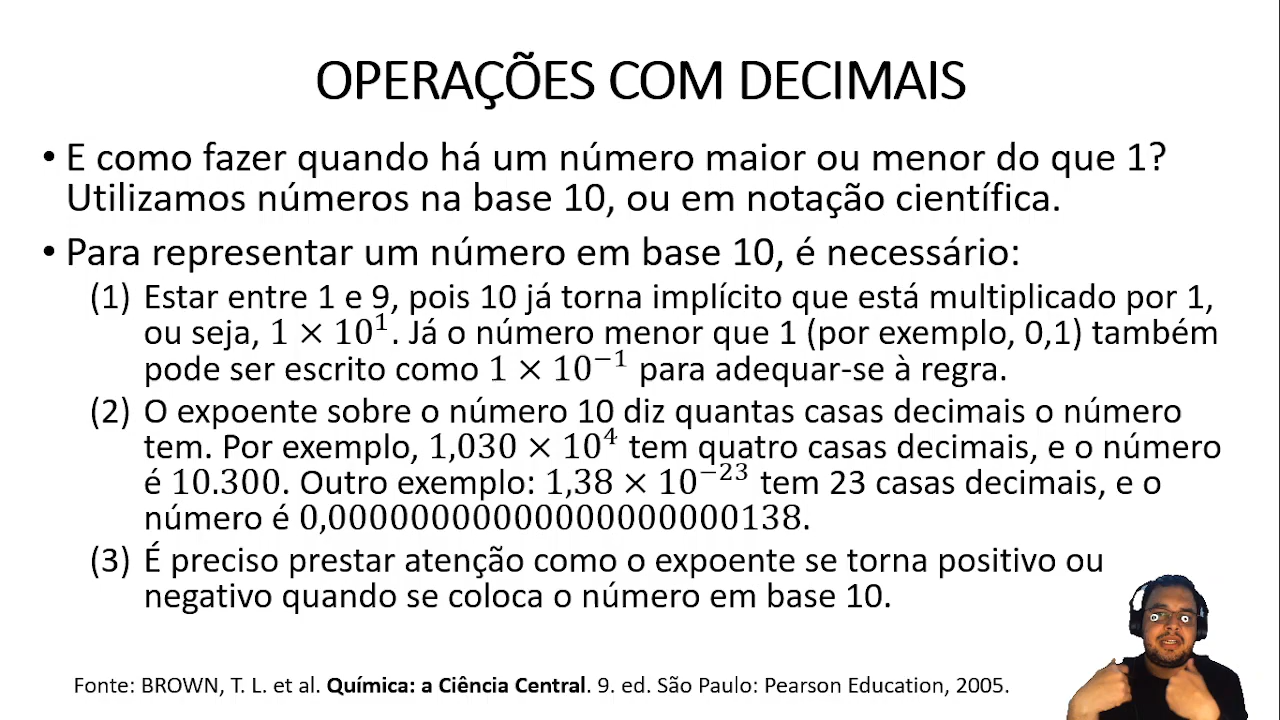 OPERAÇÕES COM DECIMAIS
• E como fazer quando há um número maior ou menor do que 1?
Utilizamos números na base 10, ou em notação científica.
• Para representar um número em base 10, é necessário:
(1) Estar entre 1 e 9, pois 10 já torna implícito que está multiplicado por 1,
ou seja, 1 × 10¹. Já o número menor que 1 (por exemplo, 0,1) também
pode ser escrito como 1 × 10⁻¹ para adequar-se à regra.
(2) O expoente sobre o número 10 diz quantas casas decimais o número
tem. Por exemplo, 1,030 × 10⁴ tem quatro casas decimais, e o número
é 10.300. Outro exemplo: 1,38 × 10⁻²³ tem 23 casas decimais, e o
número é 0,0000000000000000000000138.
(3) É preciso prestar atenção como o expoente se torna positivo ou
negativo quando se coloca o número em base 10.
Fonte: BROWN, T. L. et al. Química: a Ciência Central. 9. ed. São Paulo: Pearson Education, 2005.